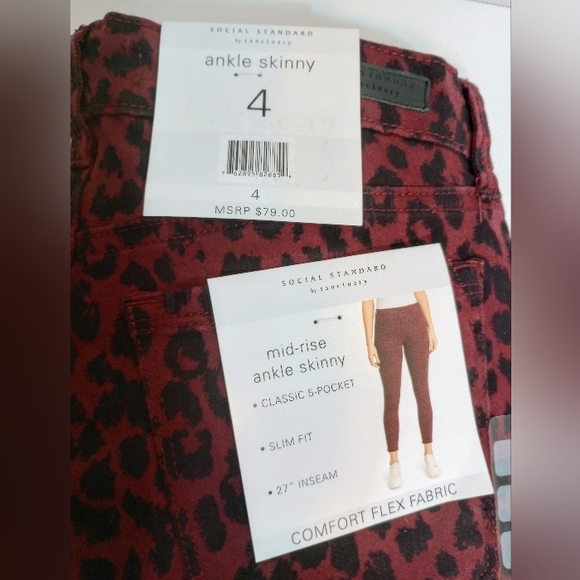 SOCIAL STANDARD
by sanctuary
ankle skinny
4
4
MSRP $79.00
SOCIAL STANDARD
by sanctuary
mid-rise
ankle skinny
• CLASSIC 5-POCKET
• SLIM FIT
• 27" INSEAM
COMFORT FLEX FABRIC